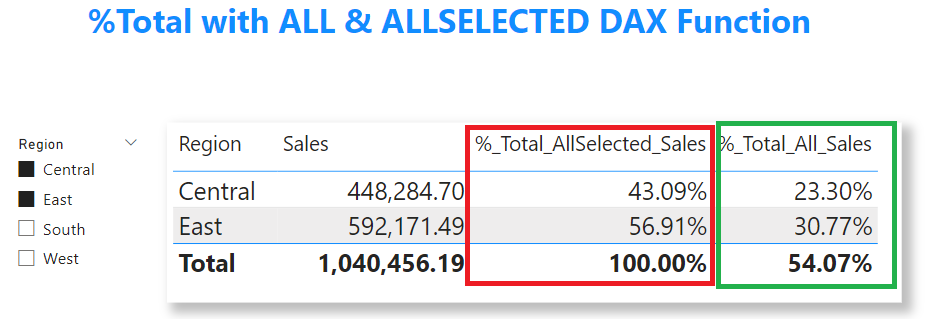 %Total with ALL & ALLSELECTED DAX Function
Region
Central
East
South
West
Region Sales %_Total_AllSelected_Sales %_Total_All_Sales
Central 448,284.70 43.09% 23.30%
East 592,171.49 56.91% 30.77%
Total 1,040,456.19 100.00% 54.07%